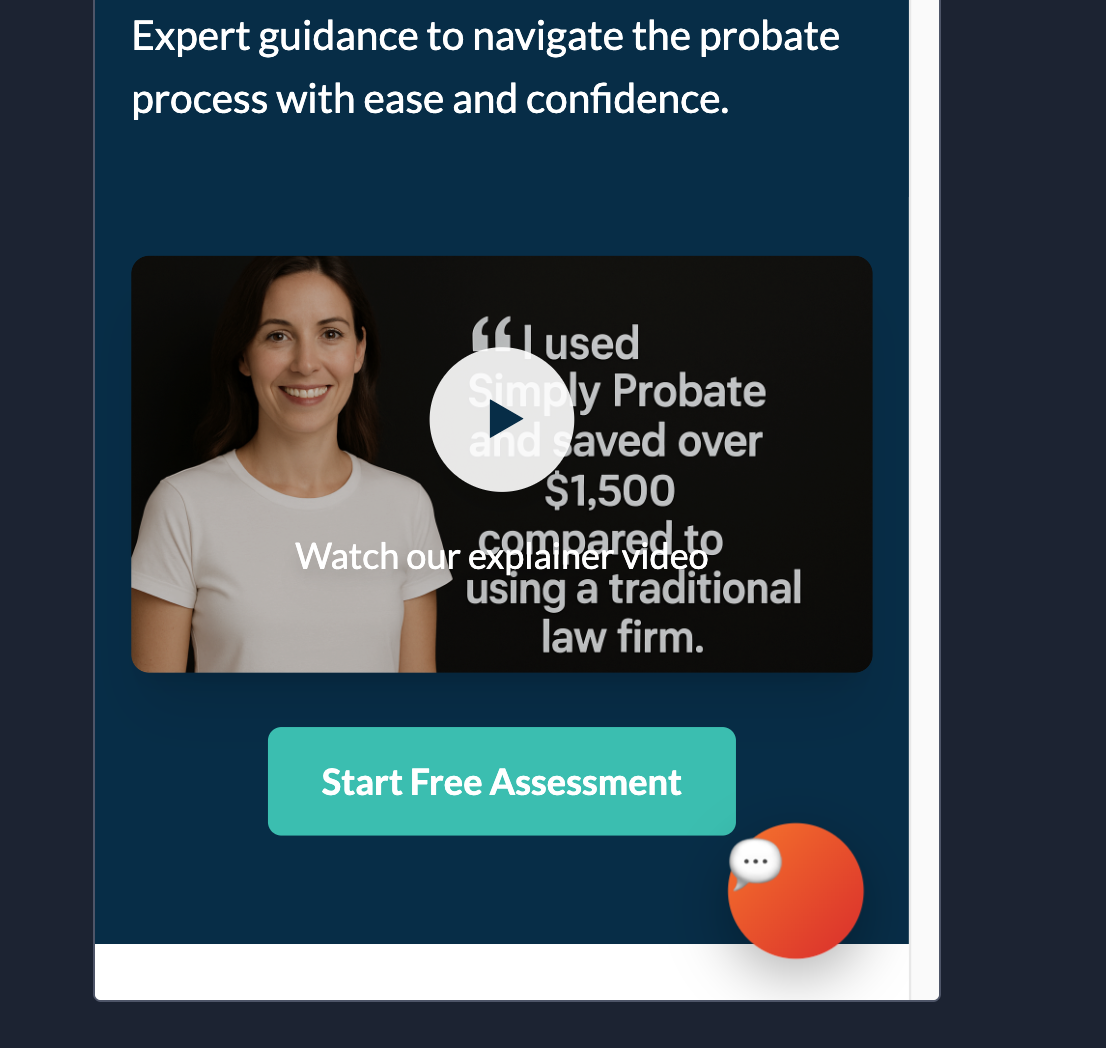 Expert guidance to navigate the probate
process with ease and confidence.
“I used
Simply Probate
and saved over
$1,500
compared to
using a traditional
law firm.
Watch our explainer video
Start Free Assessment